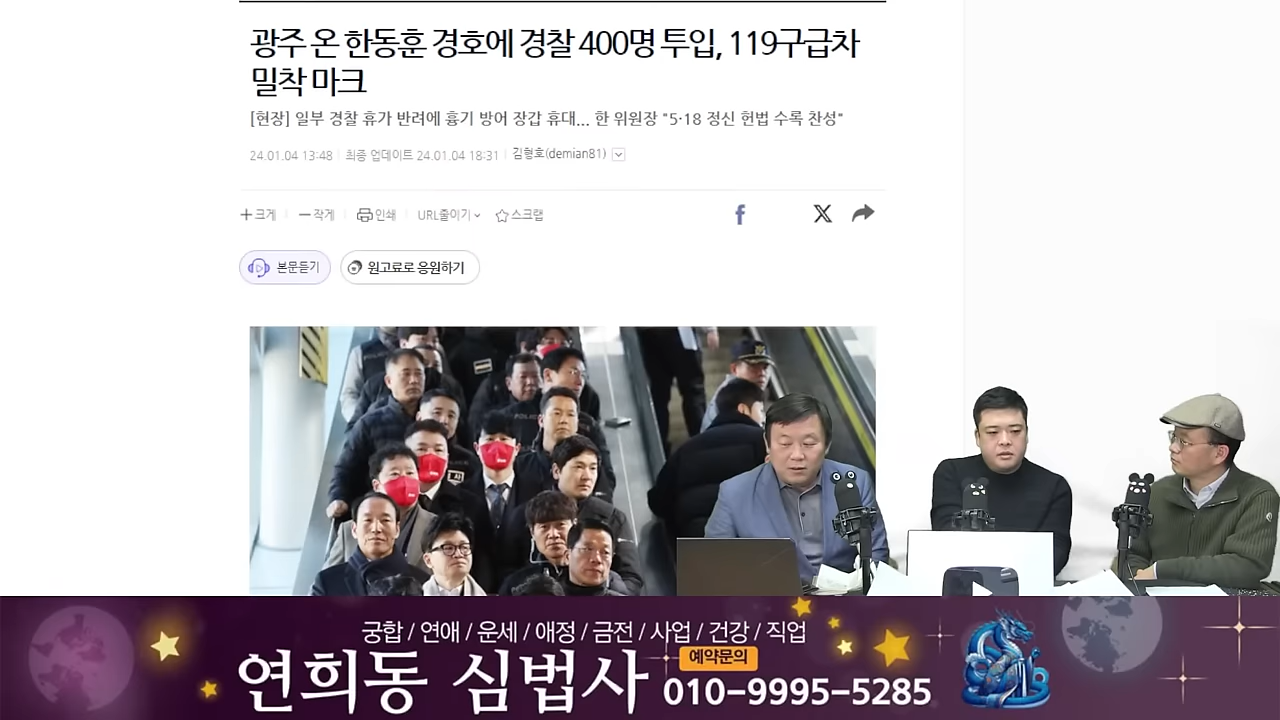 광주 온 한동훈 경호에 경찰 400명 투입, 119구급차
밀착 마크
[현장] 일부 경찰 휴가 반려에 흉기 방어 장갑 휴대... 한 위원장 "5·18 정신 헌법 수록 찬성"
24.01.04 13:48 최종 업데이트 24.01.04 18:31 김형호(demian81)
크게 작게 인쇄 URL줄이기 스크랩
본문듣기 원고료로 응원하기
궁합 / 연애 / 운세 / 애정 / 금전 / 사업 / 건강 / 직업
연희동 심법사 예약문의
010-9995-5285